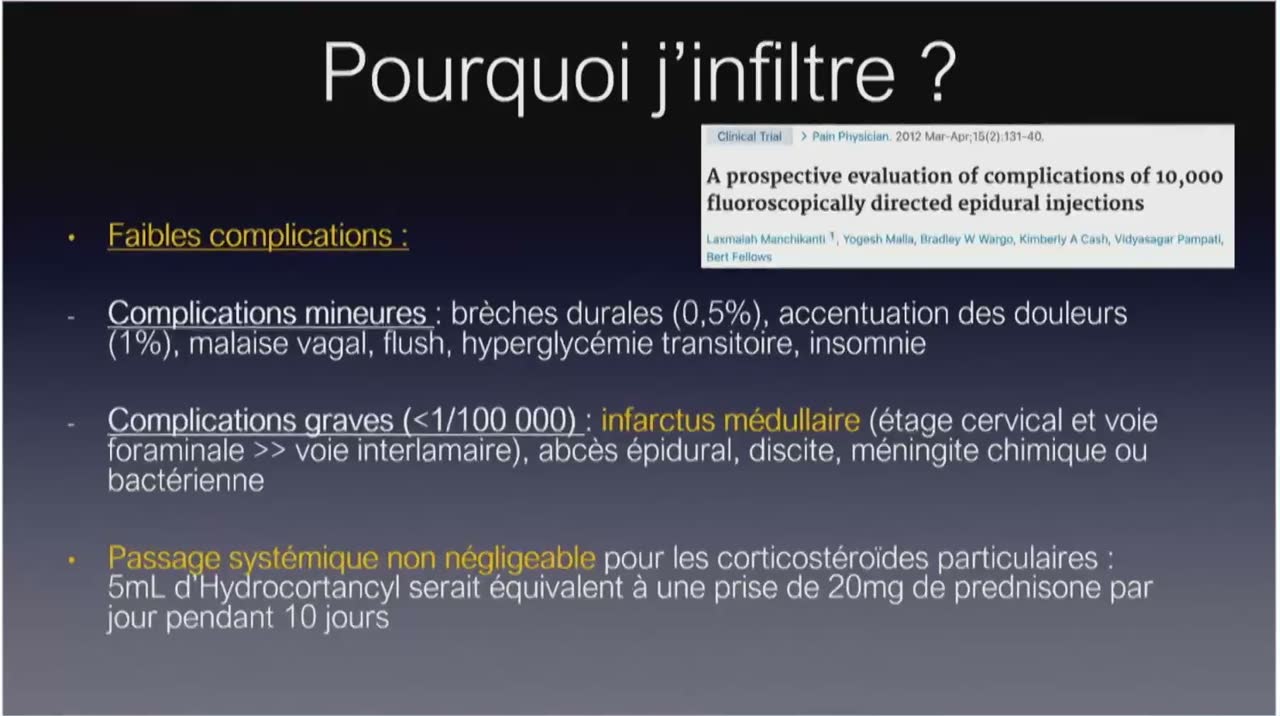 Pourquoi j'infiltre ?
Clinical Trial > Pain Physician. 2012 Mar-Apr;15(2):131-40.
A prospective evaluation of complications of 10,000
fluoroscopically directed epidural injections
Laxmaiah Manchikanti 1, Yogesh Malla, Bradley W Wargo, Kimberly A Cash, Vidyasagar Pampati,
Bert Fellows
• Faibles complications :
- Complications mineures : brèches durales (0,5%), accentuation des douleurs
(1%), malaise vagal, flush, hyperglycémie transitoire, insomnie
- Complications graves (<1/100 000) : infarctus médullaire (étage cervical et voie
foraminale >> voie interlamaire), abcès épidural, discite, méningite chimique ou
bactérienne
• Passage systémique non négligeable pour les corticostéroïdes particulaires :
5mL d'Hydrocortancyl serait équivalent à une prise de 20mg de prednisone par
jour pendant 10 jours